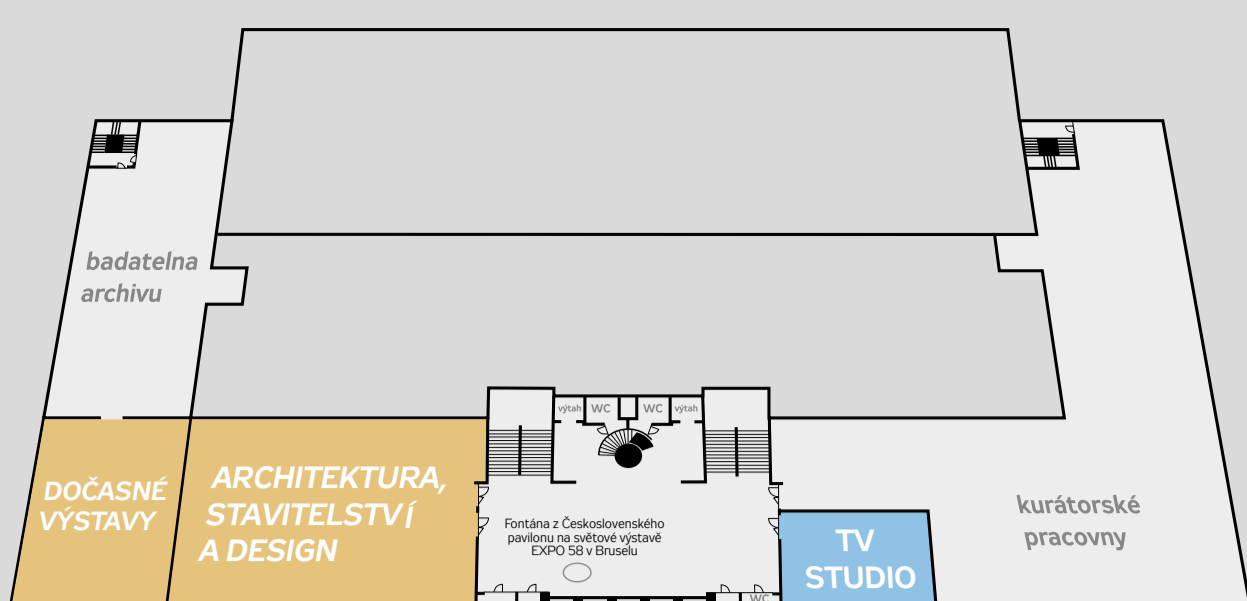 badatelna
archivu
výtah
WC
WC
výtah
DOČASNÉ
VÝSTAVY
ARCHITEKTURA,
STAVITELSTVÍ
A DESIGN
Fontána z Československého
pavilonu na světové výstavě
EXPO 58 v Bruselu
TV
STUDIO
kurátorské
pracovny
WC